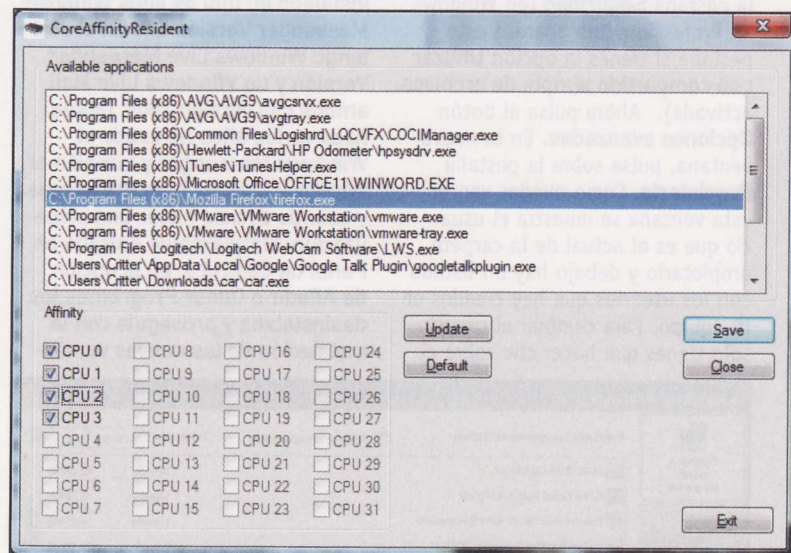 CoreAffinityResident
Available applications
C:\Program Files (x86)\AVG\AVG9\avgcsrvx.exe
C:\Program Files (x86)\AVG\AVG9\avgtray.exe
C:\Program Files (x86)\Common Files\Logishrd\LQCVFX\COCIManager.exe
C:\Program Files (x86)\Hewlett-Packard\HP Odometer\hpsysdrv.exe
C:\Program Files (x86)\iTunes\iTunesHelper.exe
C:\Program Files (x86)\Microsoft Office\OFFICE11\WINWORD.EXE
C:\Program Files (x86)\Mozilla Firefox\firefox.exe
C:\Program Files (x86)\VMware\VMware Workstation\vmware.exe
C:\Program Files (x86)\VMware\VMware Workstation\vmware-tray.exe
C:\Program Files\Logitech\Logitech WebCam Software\LWS.exe
C:\Users\Critter\AppData\Local\Google\Google Talk Plugin\googletalkplugin.exe
C:\Users\Critter\Downloads\car\car.exe
Affinity
CPU 0 CPU 8 CPU 16 CPU 24
CPU 1 CPU 9 CPU 17 CPU 25
CPU 2 CPU 10 CPU 18 CPU 26
CPU 3 CPU 11 CPU 19 CPU 27
CPU 4 CPU 12 CPU 20 CPU 28
CPU 5 CPU 13 CPU 21 CPU 29
CPU 6 CPU 14 CPU 22 CPU 30
CPU 7 CPU 15 CPU 23 CPU 31
Update
Default
Save
Close
Exit